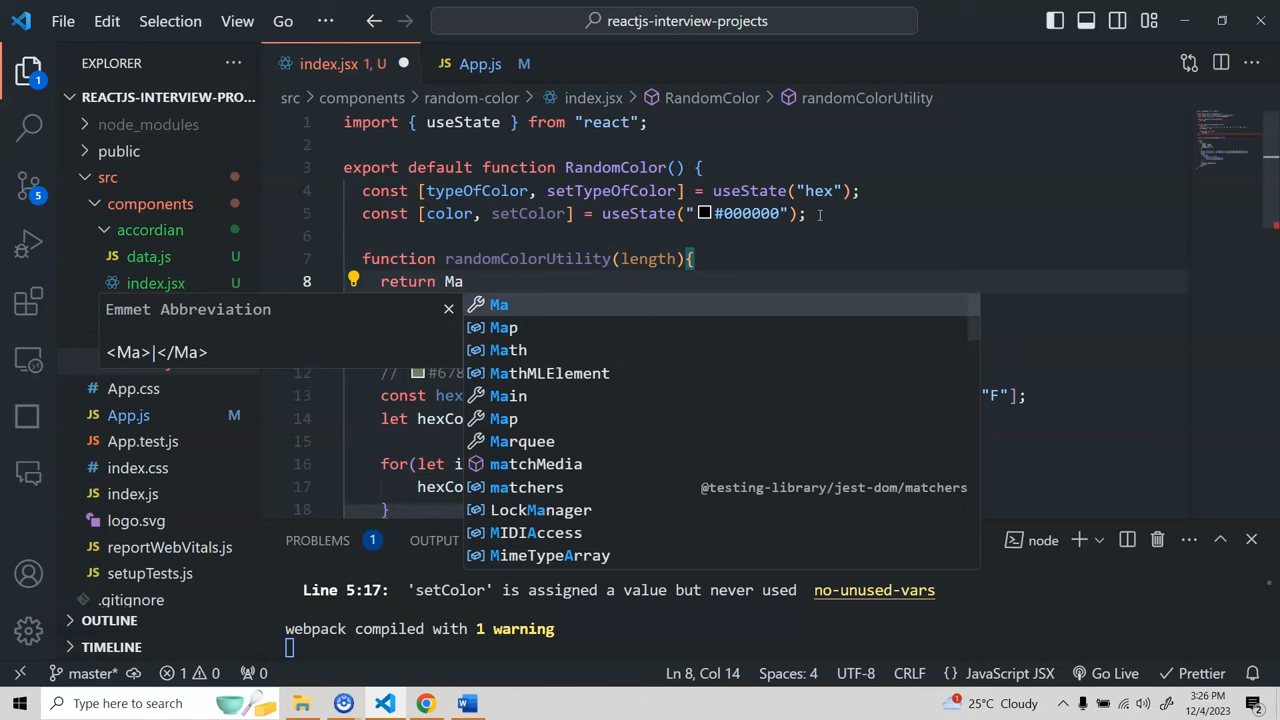 File Edit Selection View Go ··· reactjs-interview-projects
EXPLORER ···
REACTJS-INTERVIEW-PRO...
node_modules
public
src
components
accordian
data.js U
index.jsx U
App.css
App.js M
App.test.js
index.css
index.js
logo.svg
reportWebVitals.js
setupTests.js
.gitignore
OUTLINE
TIMELINE
1
5
index.jsx 1, U
App.js M
src > components > random-color > index.jsx > RandomColor > randomColorUtility
1 import { useState } from "react";
2
3 export default function RandomColor() {
4 const [typeOfColor, setTypeOfColor] = useState("hex");
5 const [color, setColor] = useState("#000000");
6
7 function randomColorUtility(length){
8 return Ma
12 // #678
13 const hex "F"];
14 let hexCo
15
16 for(let i
17 hexCo
18 }
Emmet Abbreviation
<Ma>|</Ma>
Ma
Map
Math
MathMLElement
Main
Map
Marquee
matchMedia
matchers @testing-library/jest-dom/matchers
LockManager
MIDIAccess
MimeTypeArray
PROBLEMS 1 OUTPUT node
Line 5:17: 'setColor' is assigned a value but never used no-unused-vars
webpack compiled with 1 warning
master* 1 0 0 Ln 8, Col 14 Spaces: 4 UTF-8 CRLF {} JavaScript JSX Go Live Prettier
Type here to search
1 25°C Cloudy
3:26 PM
12/4/2023
2